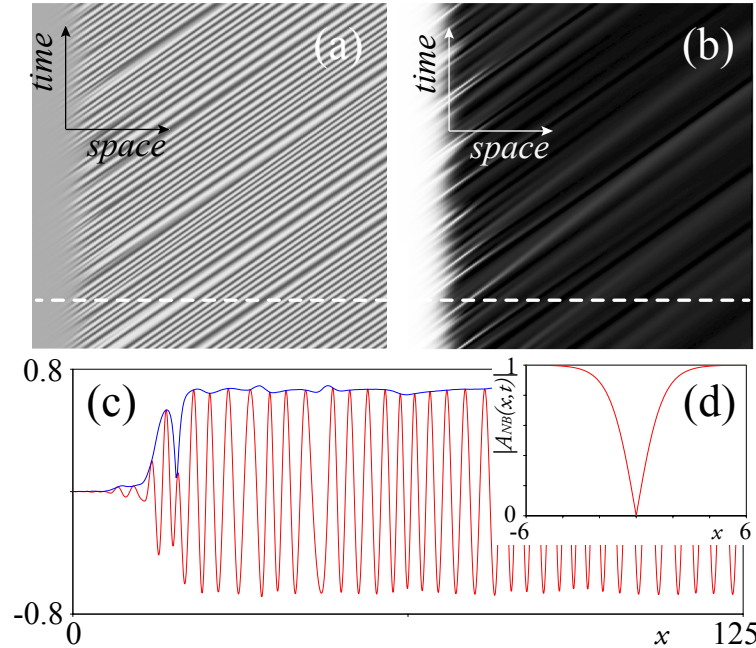 (a)
time
space
(b)
time
space
0.8
(c)
-0.8
0
x
125
1
|A_NB(x,t)|
(d)
0
-6
x
6